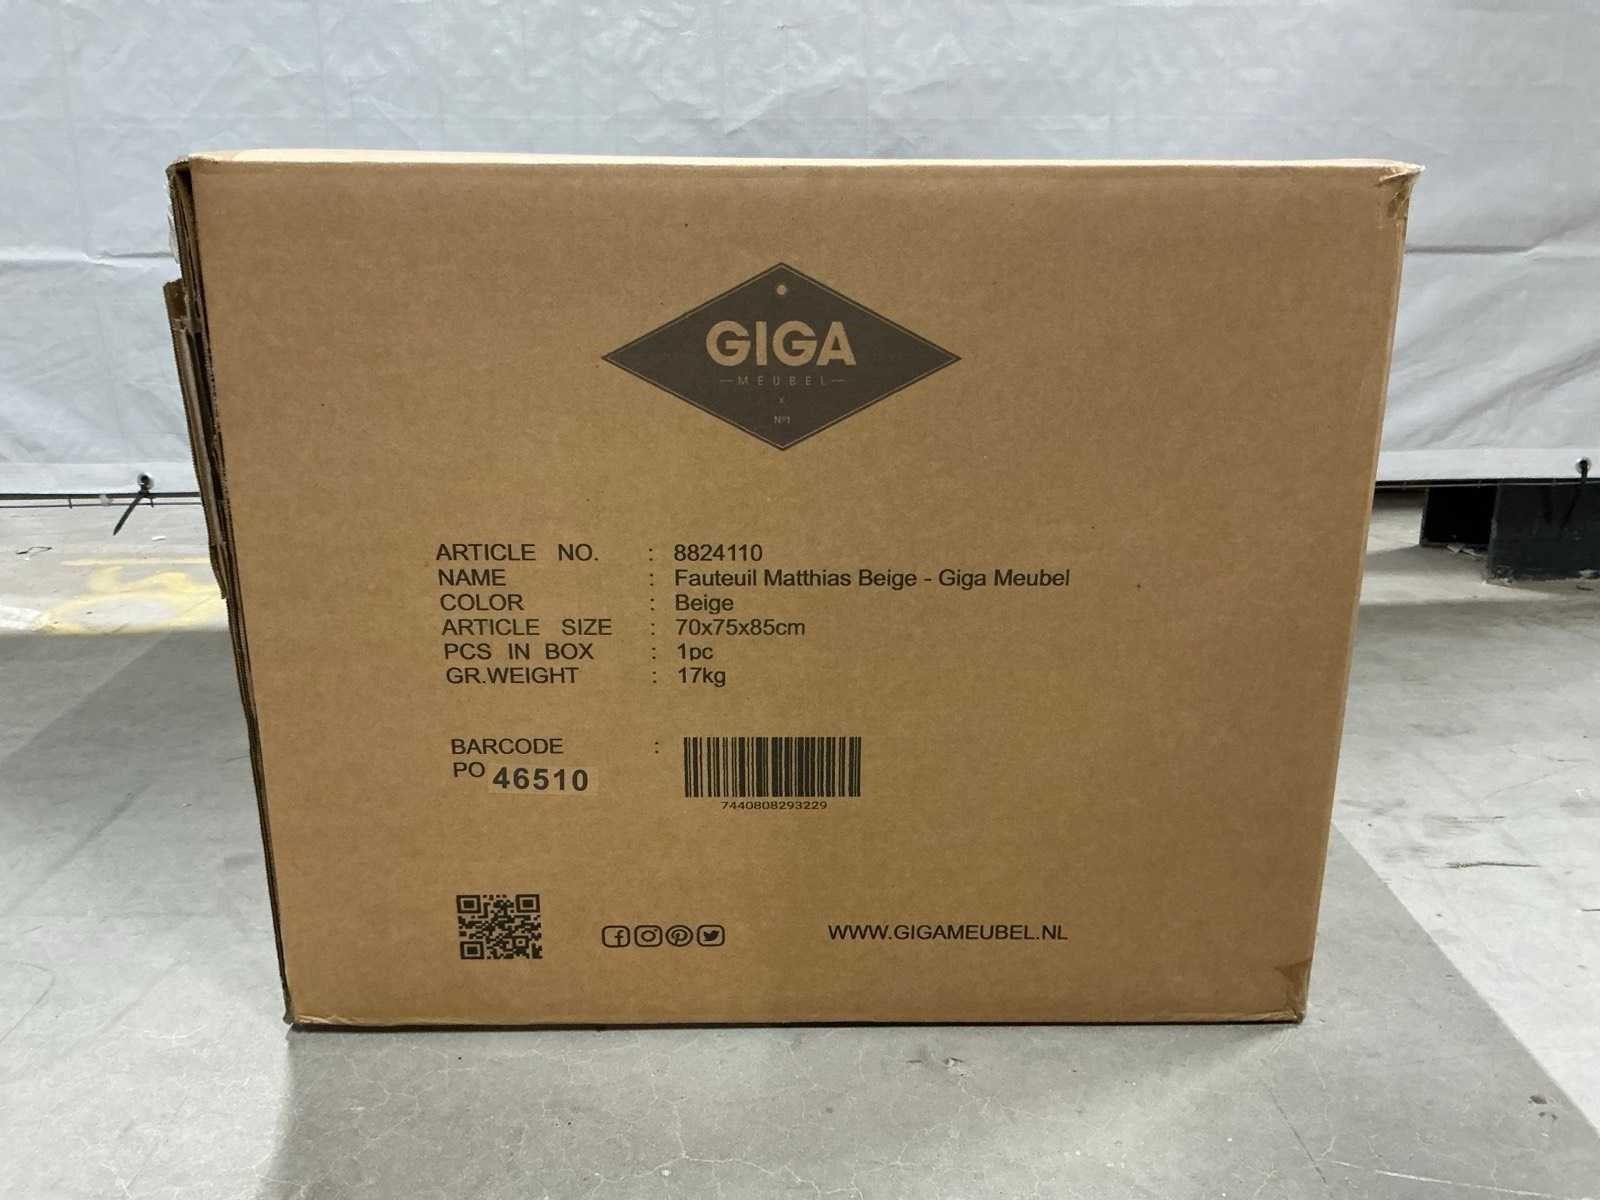 GIGA
MEUBEL
x
Nº1
ARTICLE NO. : 8824110
NAME : Fauteuil Matthias Beige - Giga Meubel
COLOR : Beige
ARTICLE SIZE : 70x75x85cm
PCS IN BOX : 1pc
GR.WEIGHT : 17kg
BARCODE :
PO 46510
7440808293229
WWW.GIGAMEUBEL.NL